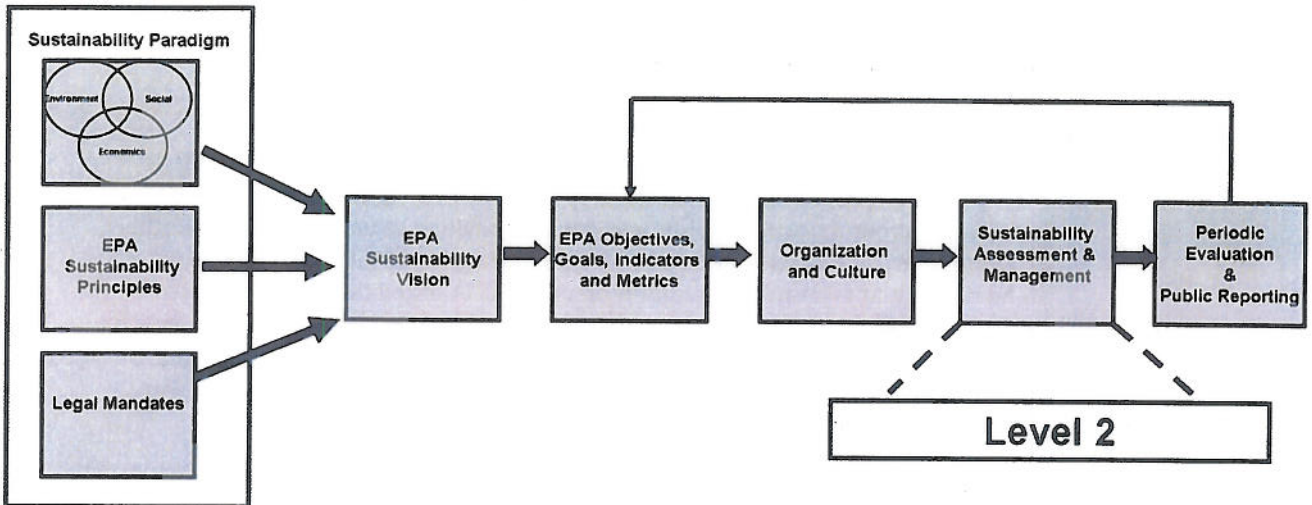 Sustainability Paradigm
Environment
Social
Economics
EPA
Sustainability
Principles
Legal Mandates
EPA
Sustainability
Vision
EPA Objectives,
Goals, Indicators
and Metrics
Organization
and Culture
Sustainability
Assessment &
Management
Periodic
Evaluation
&
Public Reporting
Level 2